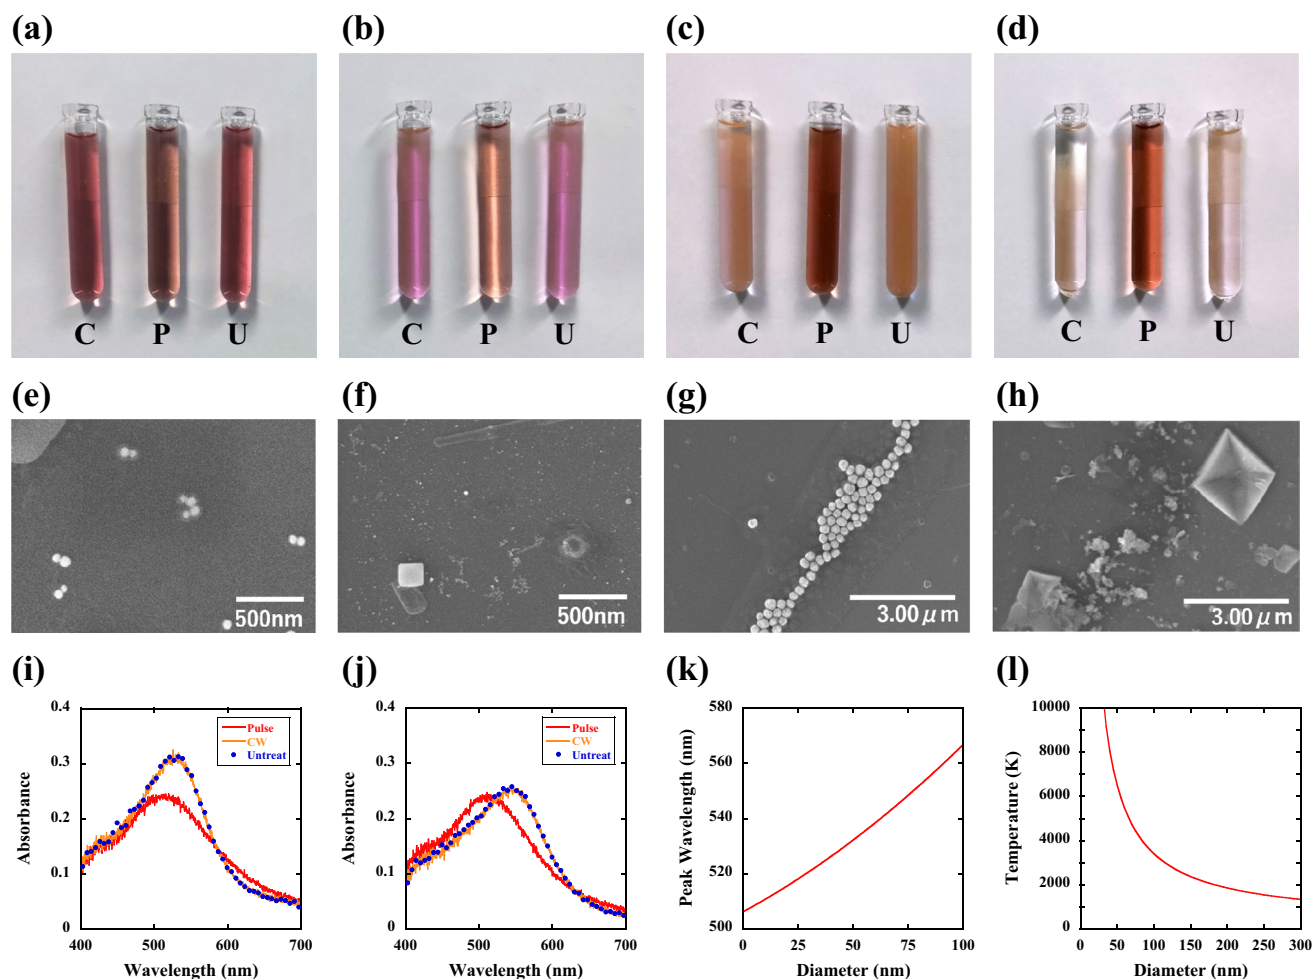 (a) (b) (c) (d)
C P U C P U C P U C P U
(e) (f) (g) (h)
500nm 500nm 3.00 μm 3.00 μm
(i) (j) (k) (l)
Absorbance
0.4
0.3
0.2
0.1
0
Pulse
CW
Untreat
400 500 600 700
Wavelength (nm)
Absorbance
0.4
0.3
0.2
0.1
0
Pulse
CW
Untreat
400 500 600 700
Wavelength (nm)
Peak Wavelength (nm)
580
560
540
520
500
0 25 50 75 100
Diameter (nm)
Temperature (K)
10000
8000
6000
4000
2000
0
0 50 100 150 200 250 300
Diameter (nm)